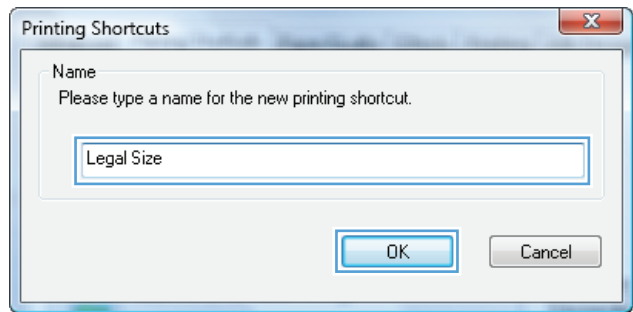 Printing Shortcuts
Name
Please type a name for the new printing shortcut.
Legal Size
OK
Cancel